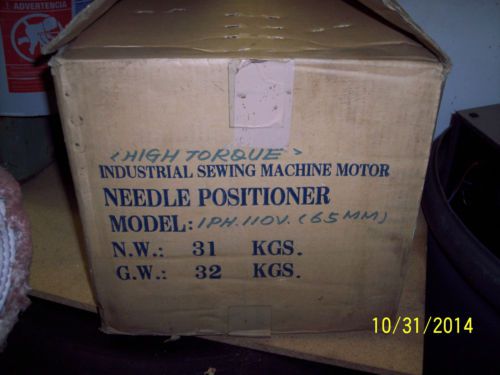 ADVERTENCIA
<HIGH TORQUE>
INDUSTRIAL SEWING MACHINE MOTOR
NEEDLE POSITIONER
MODEL: 1PH. 110V. (65MM)
N.W.: 31 KGS.
G.W.: 32 KGS.
10/31/2014